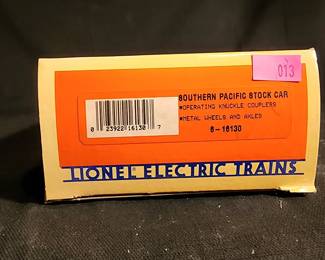 013
SOUTHERN PACIFIC STOCK CAR
*OPERATING KNUCKLE COUPLERS
*METAL WHEELS AND AXLES
6-16130
0 23922 16130 7
LIONEL ELECTRIC TRAINS